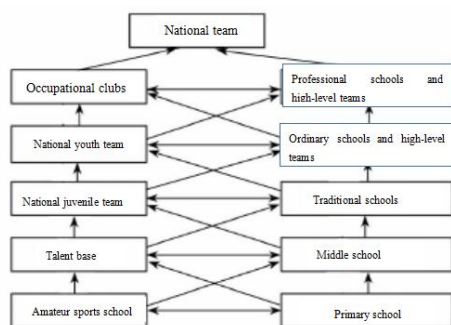 National team
Occupational clubs
Professional schools and
high-level teams
National youth team
Ordinary schools and high-level
teams
National juvenile team
Traditional schools
Talent base
Middle school
Amateur sports school
Primary school